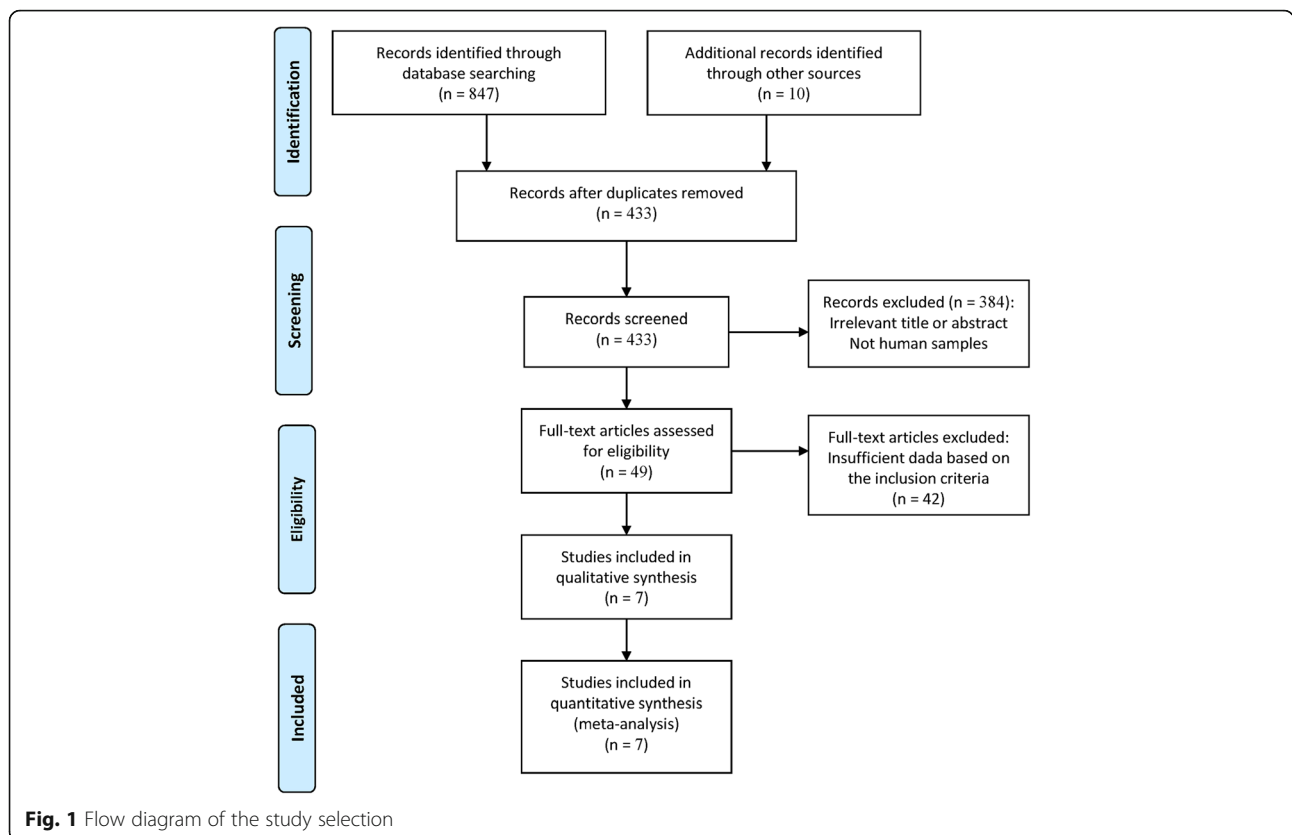 Identification
Records identified through
database searching
(n = 847)
Additional records identified
through other sources
(n = 10)
Records after duplicates removed
(n = 433)
Screening
Records screened
(n = 433)
Records excluded (n = 384):
Irrelevant title or abstract
Not human samples
Eligibility
Full-text articles assessed
for eligibility
(n = 49)
Full-text articles excluded:
Insufficient dada based on
the inclusion criteria
(n = 42)
Studies included in
qualitative synthesis
(n = 7)
Included
Studies included in
quantitative synthesis
(meta-analysis)
(n = 7)
Fig. 1 Flow diagram of the study selection